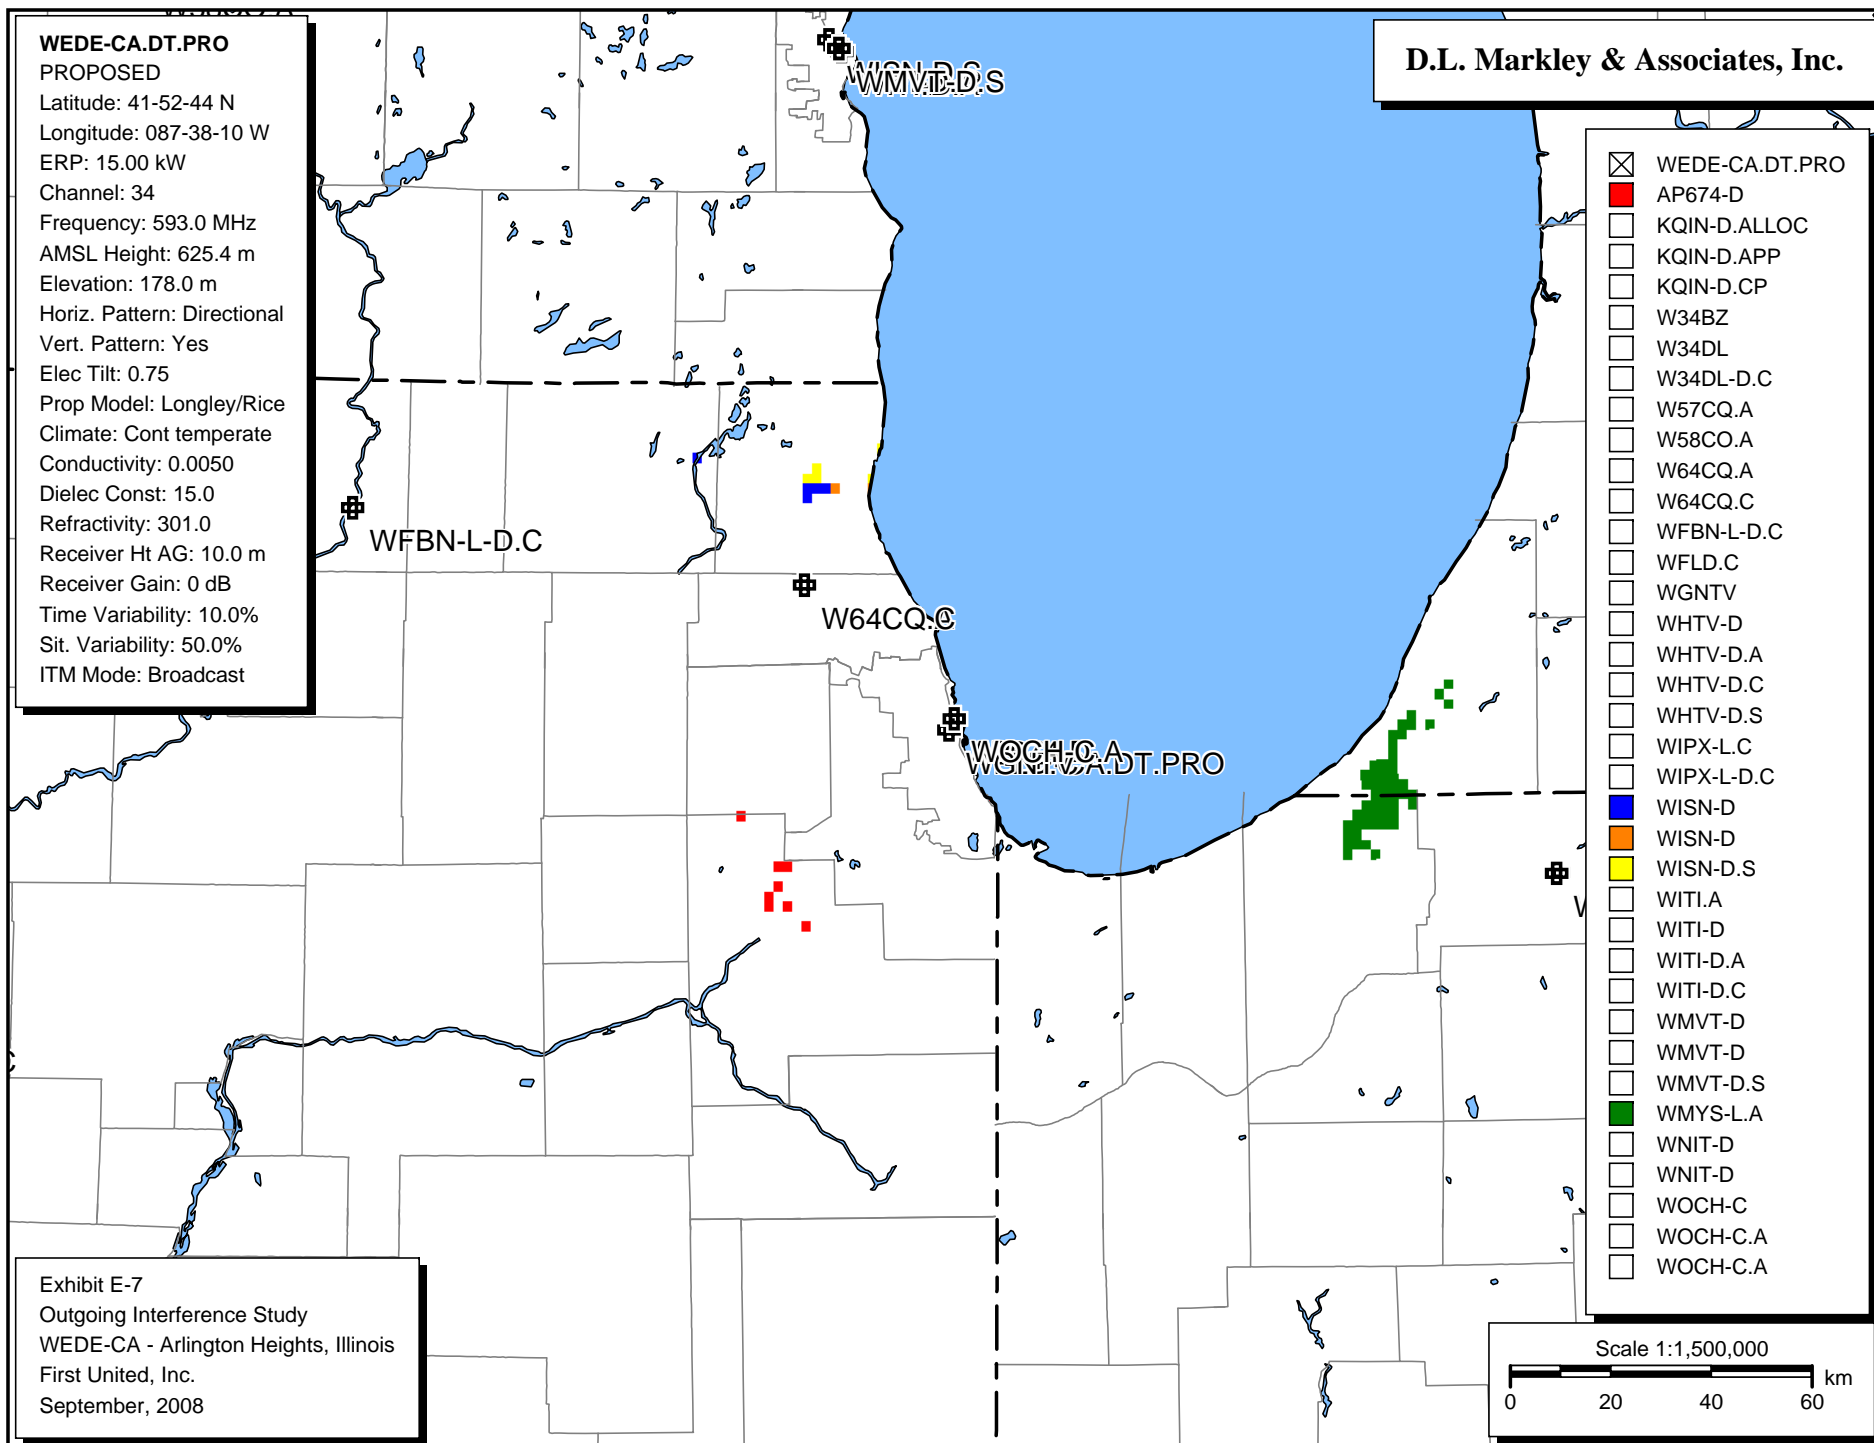 WEDE-CA.DT.PRO
PROPOSED
Latitude: 41-52-44 N
Longitude: 087-38-10 W
ERP: 15.00 kW
Channel: 34
Frequency: 593.0 MHz
AMSL Height: 625.4 m
Elevation: 178.0 m
Horiz. Pattern: Directional
Vert. Pattern: Yes
Elec Tilt: 0.75
Prop Model: Longley/Rice
Climate: Cont temperate
Conductivity: 0.0050
Dielec Const: 15.0
Refractivity: 301.0
Receiver Ht AG: 10.0 m
Receiver Gain: 0 dB
Time Variability: 10.0%
Sit. Variability: 50.0%
ITM Mode: Broadcast
D.L. Markley & Associates, Inc.
WMVT-D.S
WFBN-L-D.C
W64CQ.C
WOCH-C.A
WEDE-CA.DT.PRO
AP674-D
KQIN-D.ALLOC
KQIN-D.APP
KQIN-D.CP
W34BZ
W34DL
W34DL-D.C
W57CQ.A
W58CO.A
W64CQ.A
W64CQ.C
WFBN-L-D.C
WFLD.C
WGNTV
WHTV-D
WHTV-D.A
WHTV-D.C
WHTV-D.S
WIPX-L.C
WIPX-L-D.C
WISN-D
WISN-D
WISN-D.S
WITI.A
WITI-D
WITI-D.A
WITI-D.C
WMVT-D
WMVT-D
WMVT-D.S
WMYS-L.A
WNIT-D
WNIT-D
WOCH-C
WOCH-C.A
WOCH-C.A
Exhibit E-7
Outgoing Interference Study
WEDE-CA - Arlington Heights, Illinois
First United, Inc.
September, 2008
Scale 1:1,500,000
km
0 20 40 60